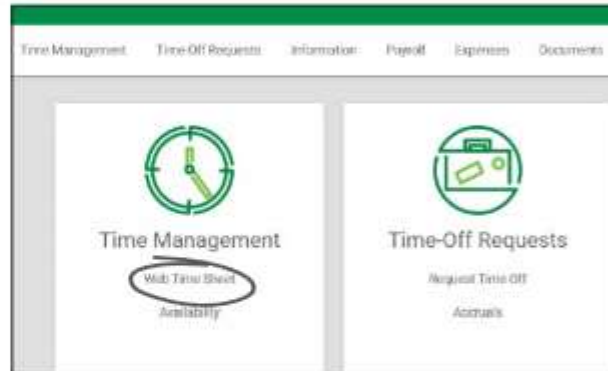 Time Management Time-Off Requests Information Payroll Expenses Documents
Time Management Time-Off Requests
Web Time Sheet Request Time Off
Availability Accruals